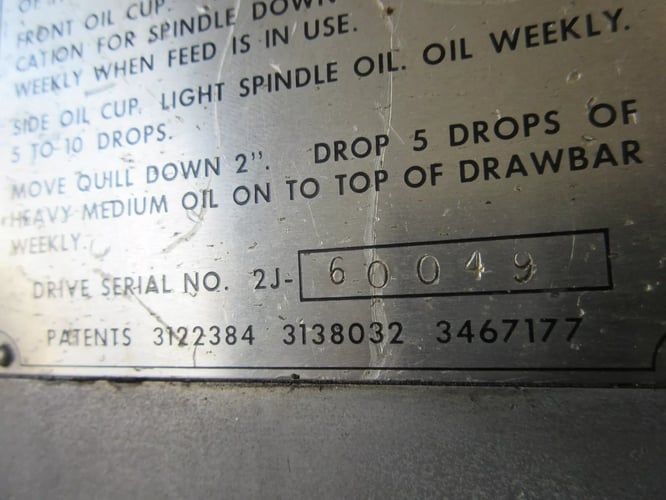 FRONT OIL CUP.
CATION FOR SPINDLE DOWN
WEEKLY WHEN FEED IS IN USE.
SIDE OIL CUP. LIGHT SPINDLE OIL. OIL WEEKLY.
5 TO 10 DROPS.
MOVE QUILL DOWN 2". DROP 5 DROPS OF
HEAVY MEDIUM OIL ON TO TOP OF DRAWBAR
WEEKLY.
DRIVE SERIAL NO. 2J- 60049
PATENTS 3122384 3138032 3467177